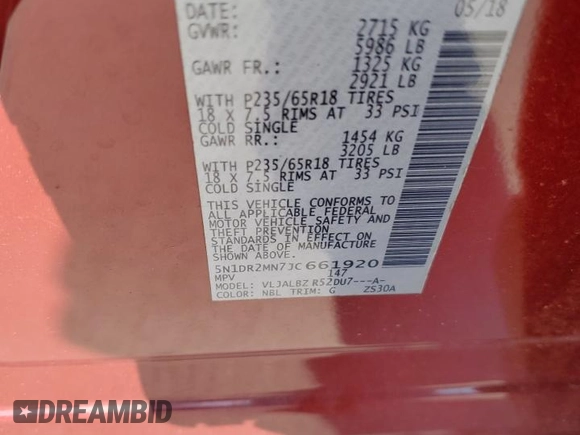 DATE: 05/18
GVWR: 2715 KG
5986 LB
GAWR FR.: 1325 KG
2921 LB
WITH P235/65R18 TIRES
18 X 7.5 RIMS AT 33 PSI
COLD SINGLE
GAWR RR.: 1454 KG
3205 LB
WITH P235/65R18 TIRES
18 X 7.5 RIMS AT 33 PSI
COLD SINGLE
THIS VEHICLE CONFORMS TO
ALL APPLICABLE FEDERAL
MOTOR VEHICLE SAFETY AND
THEFT PREVENTION
STANDARDS IN EFFECT ON
THE DATE OF MANUFACTURE SHOWN
ABOVE.
5N1DR2MN7JC661920
MPV 147
MODEL: VLJALBZ R52DU7---A-
COLOR: NBL TRIM: G ZS30A
DREAMBID